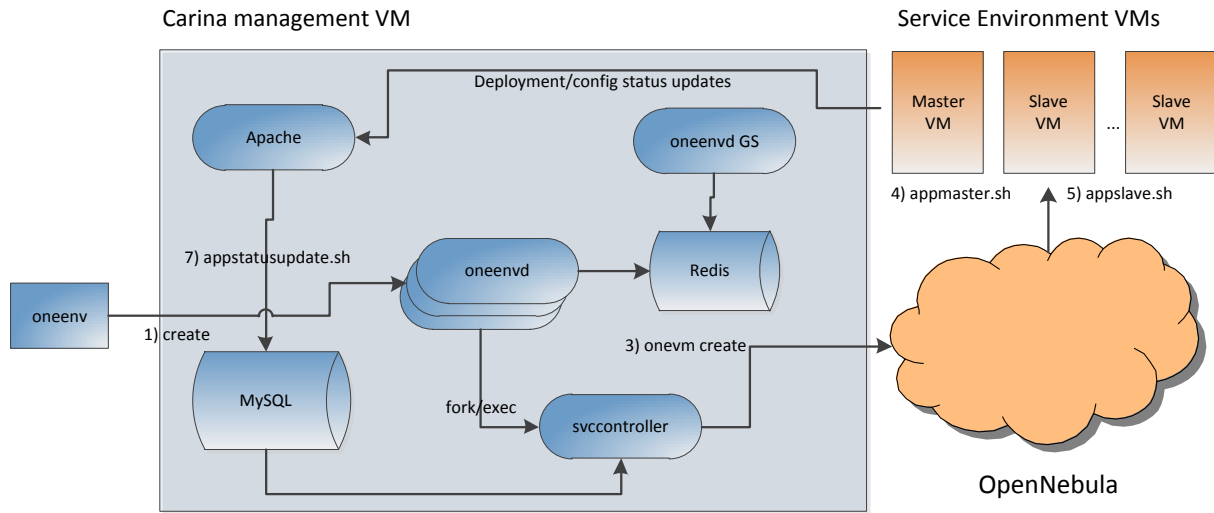 Carina management VM
Service Environment VMs
Deployment/config status updates
Apache
oneenvd GS
Master
VM
Slave
VM
...
Slave
VM
4) appmaster.sh
5) appslave.sh
7) appstatusupdate.sh
oneenvd
Redis
oneenv
1) create
3) onevm create
MySQL
fork/exec
svccontroller
OpenNebula